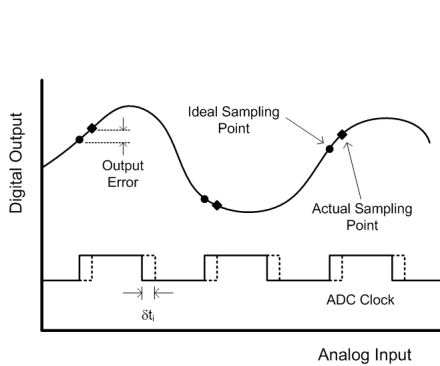 Digital Output
Ideal Sampling
Point
Output
Error
Actual Sampling
Point
ADC Clock
δtᵢ
Analog Input